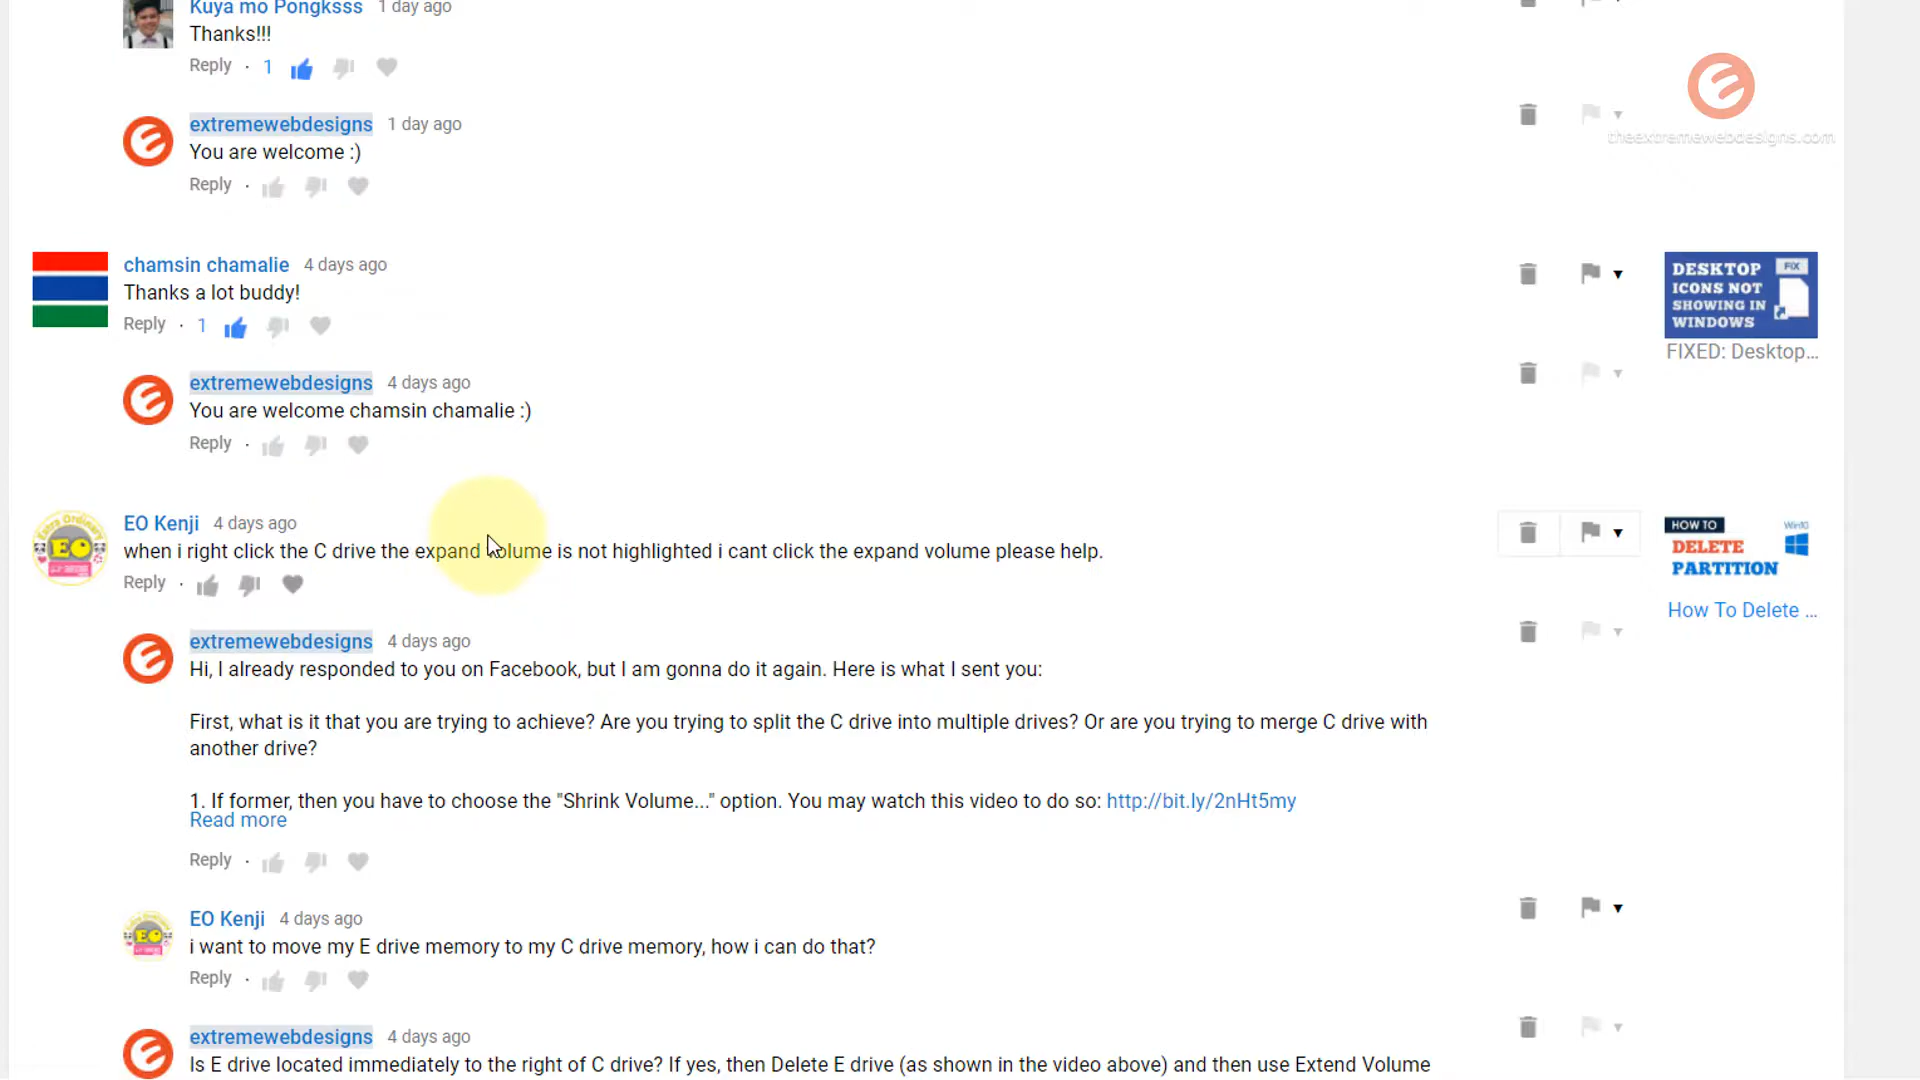 Kuya mo Pongksss 1 day ago
Thanks!!!
Reply · 1
extremewebdesigns 1 day ago
You are welcome :)
Reply ·
theextremewebdesigns.com
chamsin chamalie 4 days ago
Thanks a lot buddy!
Reply · 1
DESKTOP FIX
ICONS NOT
SHOWING IN
WINDOWS
FIXED: Desktop...
extremewebdesigns 4 days ago
You are welcome chamsin chamalie :)
Reply ·
EO Kenji 4 days ago
when i right click the C drive the expand volume is not highlighted i cant click the expand volume please help.
Reply ·
HOW TO Win10
DELETE
PARTITION
How To Delete ...
extremewebdesigns 4 days ago
Hi, I already responded to you on Facebook, but I am gonna do it again. Here is what I sent you:
First, what is it that you are trying to achieve? Are you trying to split the C drive into multiple drives? Or are you trying to merge C drive with
another drive?
1. If former, then you have to choose the "Shrink Volume..." option. You may watch this video to do so: http://bit.ly/2nHt5my
Read more
Reply ·
EO Kenji 4 days ago
i want to move my E drive memory to my C drive memory, how i can do that?
Reply ·
extremewebdesigns 4 days ago
Is E drive located immediately to the right of C drive? If yes, then Delete E drive (as shown in the video above) and then use Extend Volume